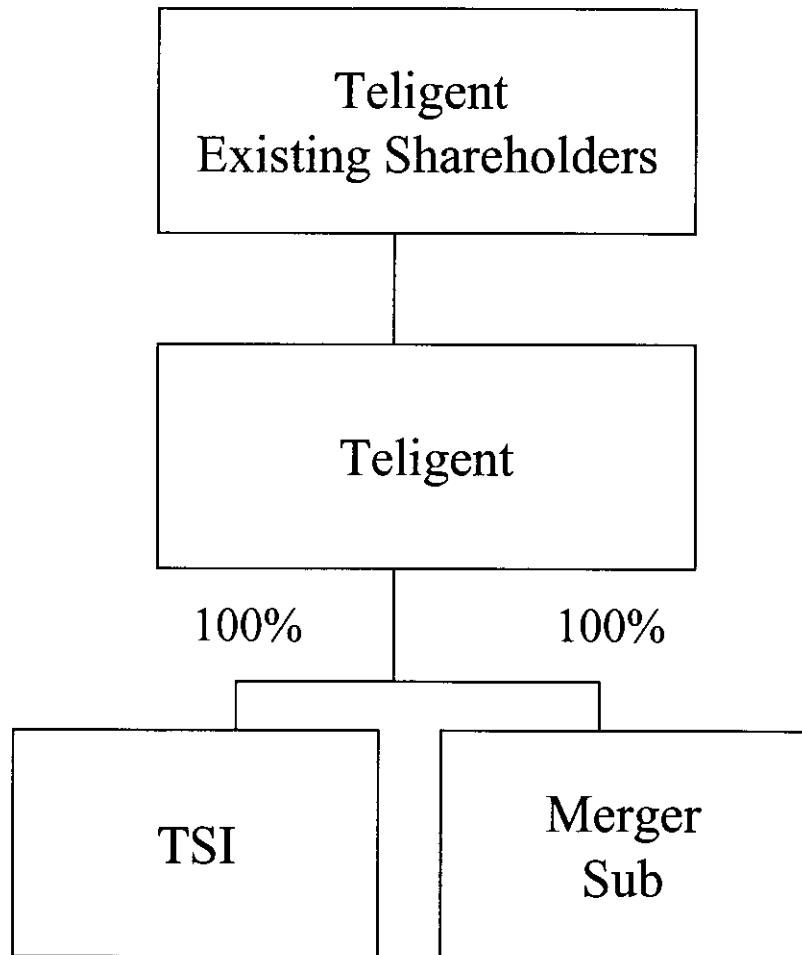 Teligent
Existing Shareholders
Teligent
100%
100%
TSI
Merger
Sub